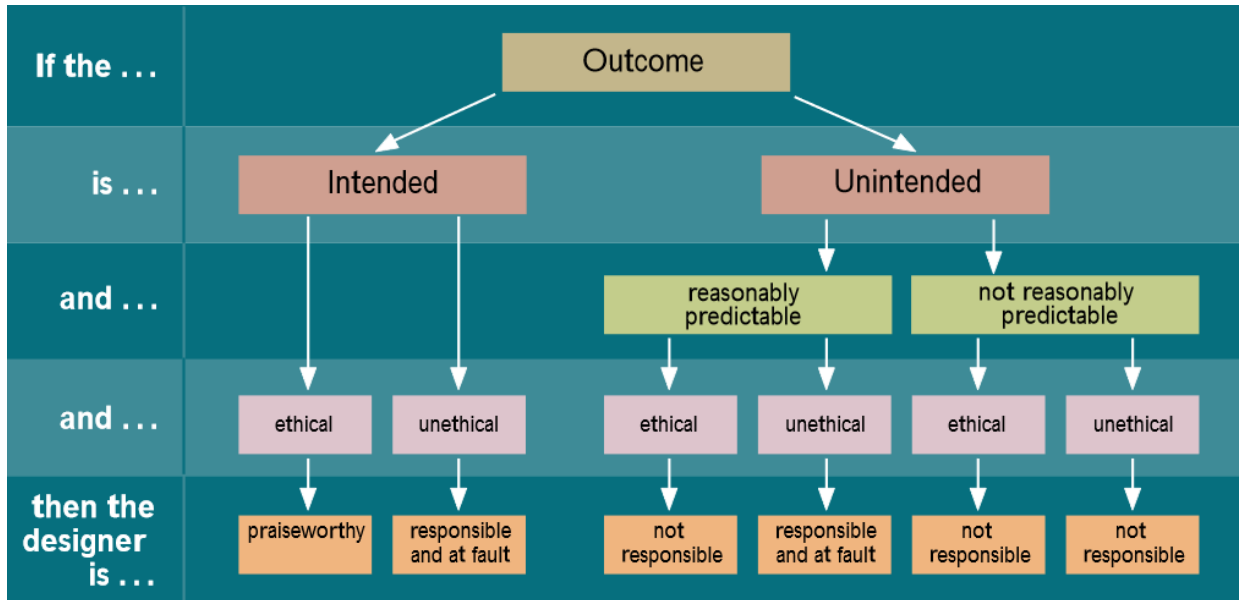 If the . . .
Outcome
is . . .
Intended
Unintended
and . . .
reasonably
predictable
not reasonably
predictable
and . . .
ethical
unethical
ethical
unethical
ethical
unethical
then the
designer
is . . .
praiseworthy
responsible
and at fault
not
responsible
responsible
and at fault
not
responsible
not
responsible